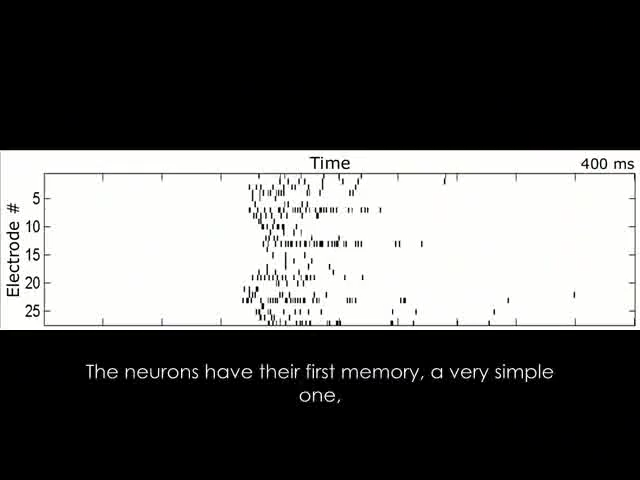 Time
400 ms
Electrode #
5
10
15
20
25
The neurons have their first memory, a very simple
one,